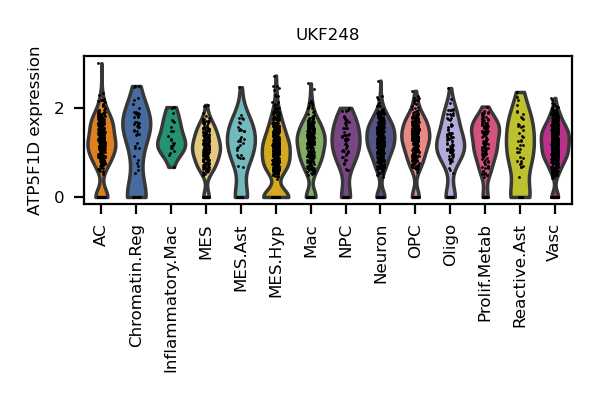 UKF248
ATP5F1D expression
2
0
AC
Chromatin.Reg
Inflammatory.Mac
MES
MES.Ast
MES.Hyp
Mac
NPC
Neuron
OPC
Oligo
Prolif.Metab
Reactive.Ast
Vasc